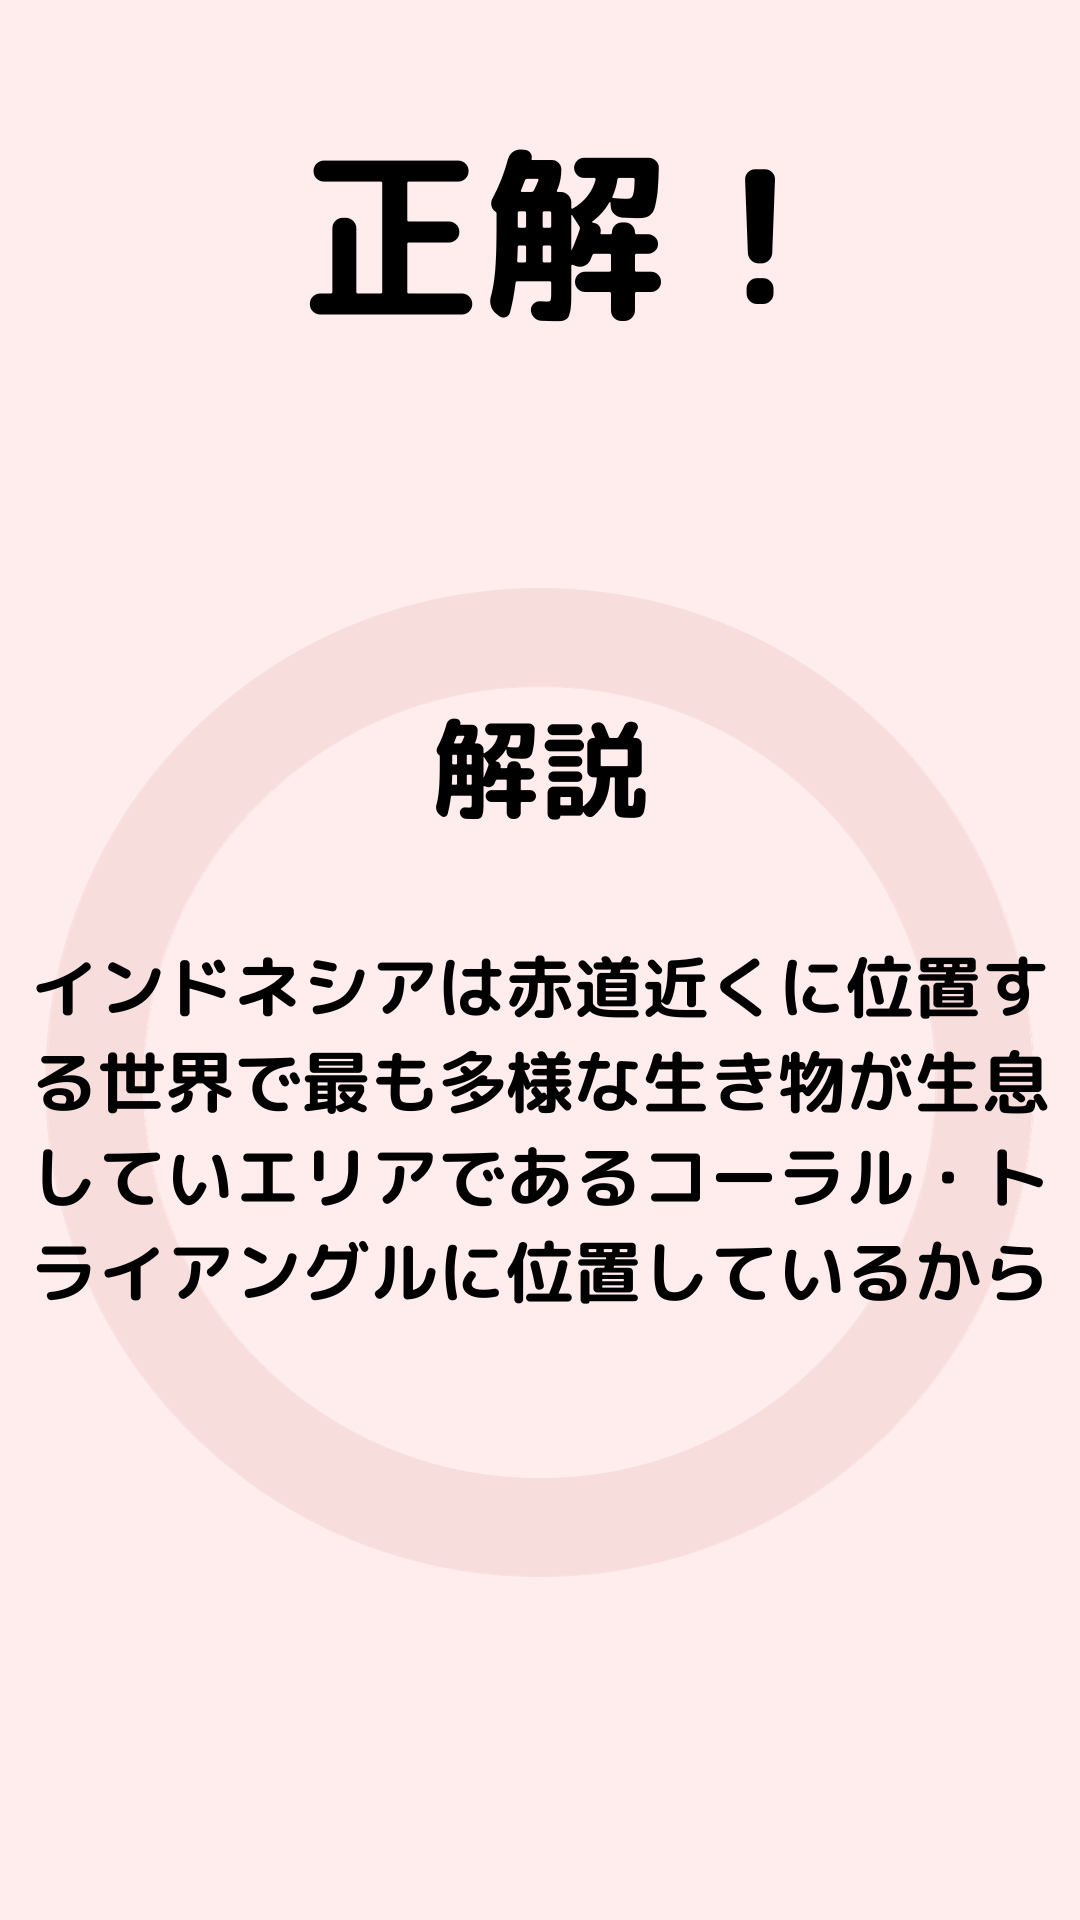 正解！
解説
インドネシアは赤道近くに位置す
る世界で最も多様な生き物が生息
していエリアであるコーラル・ト
ライアングルに位置しているから